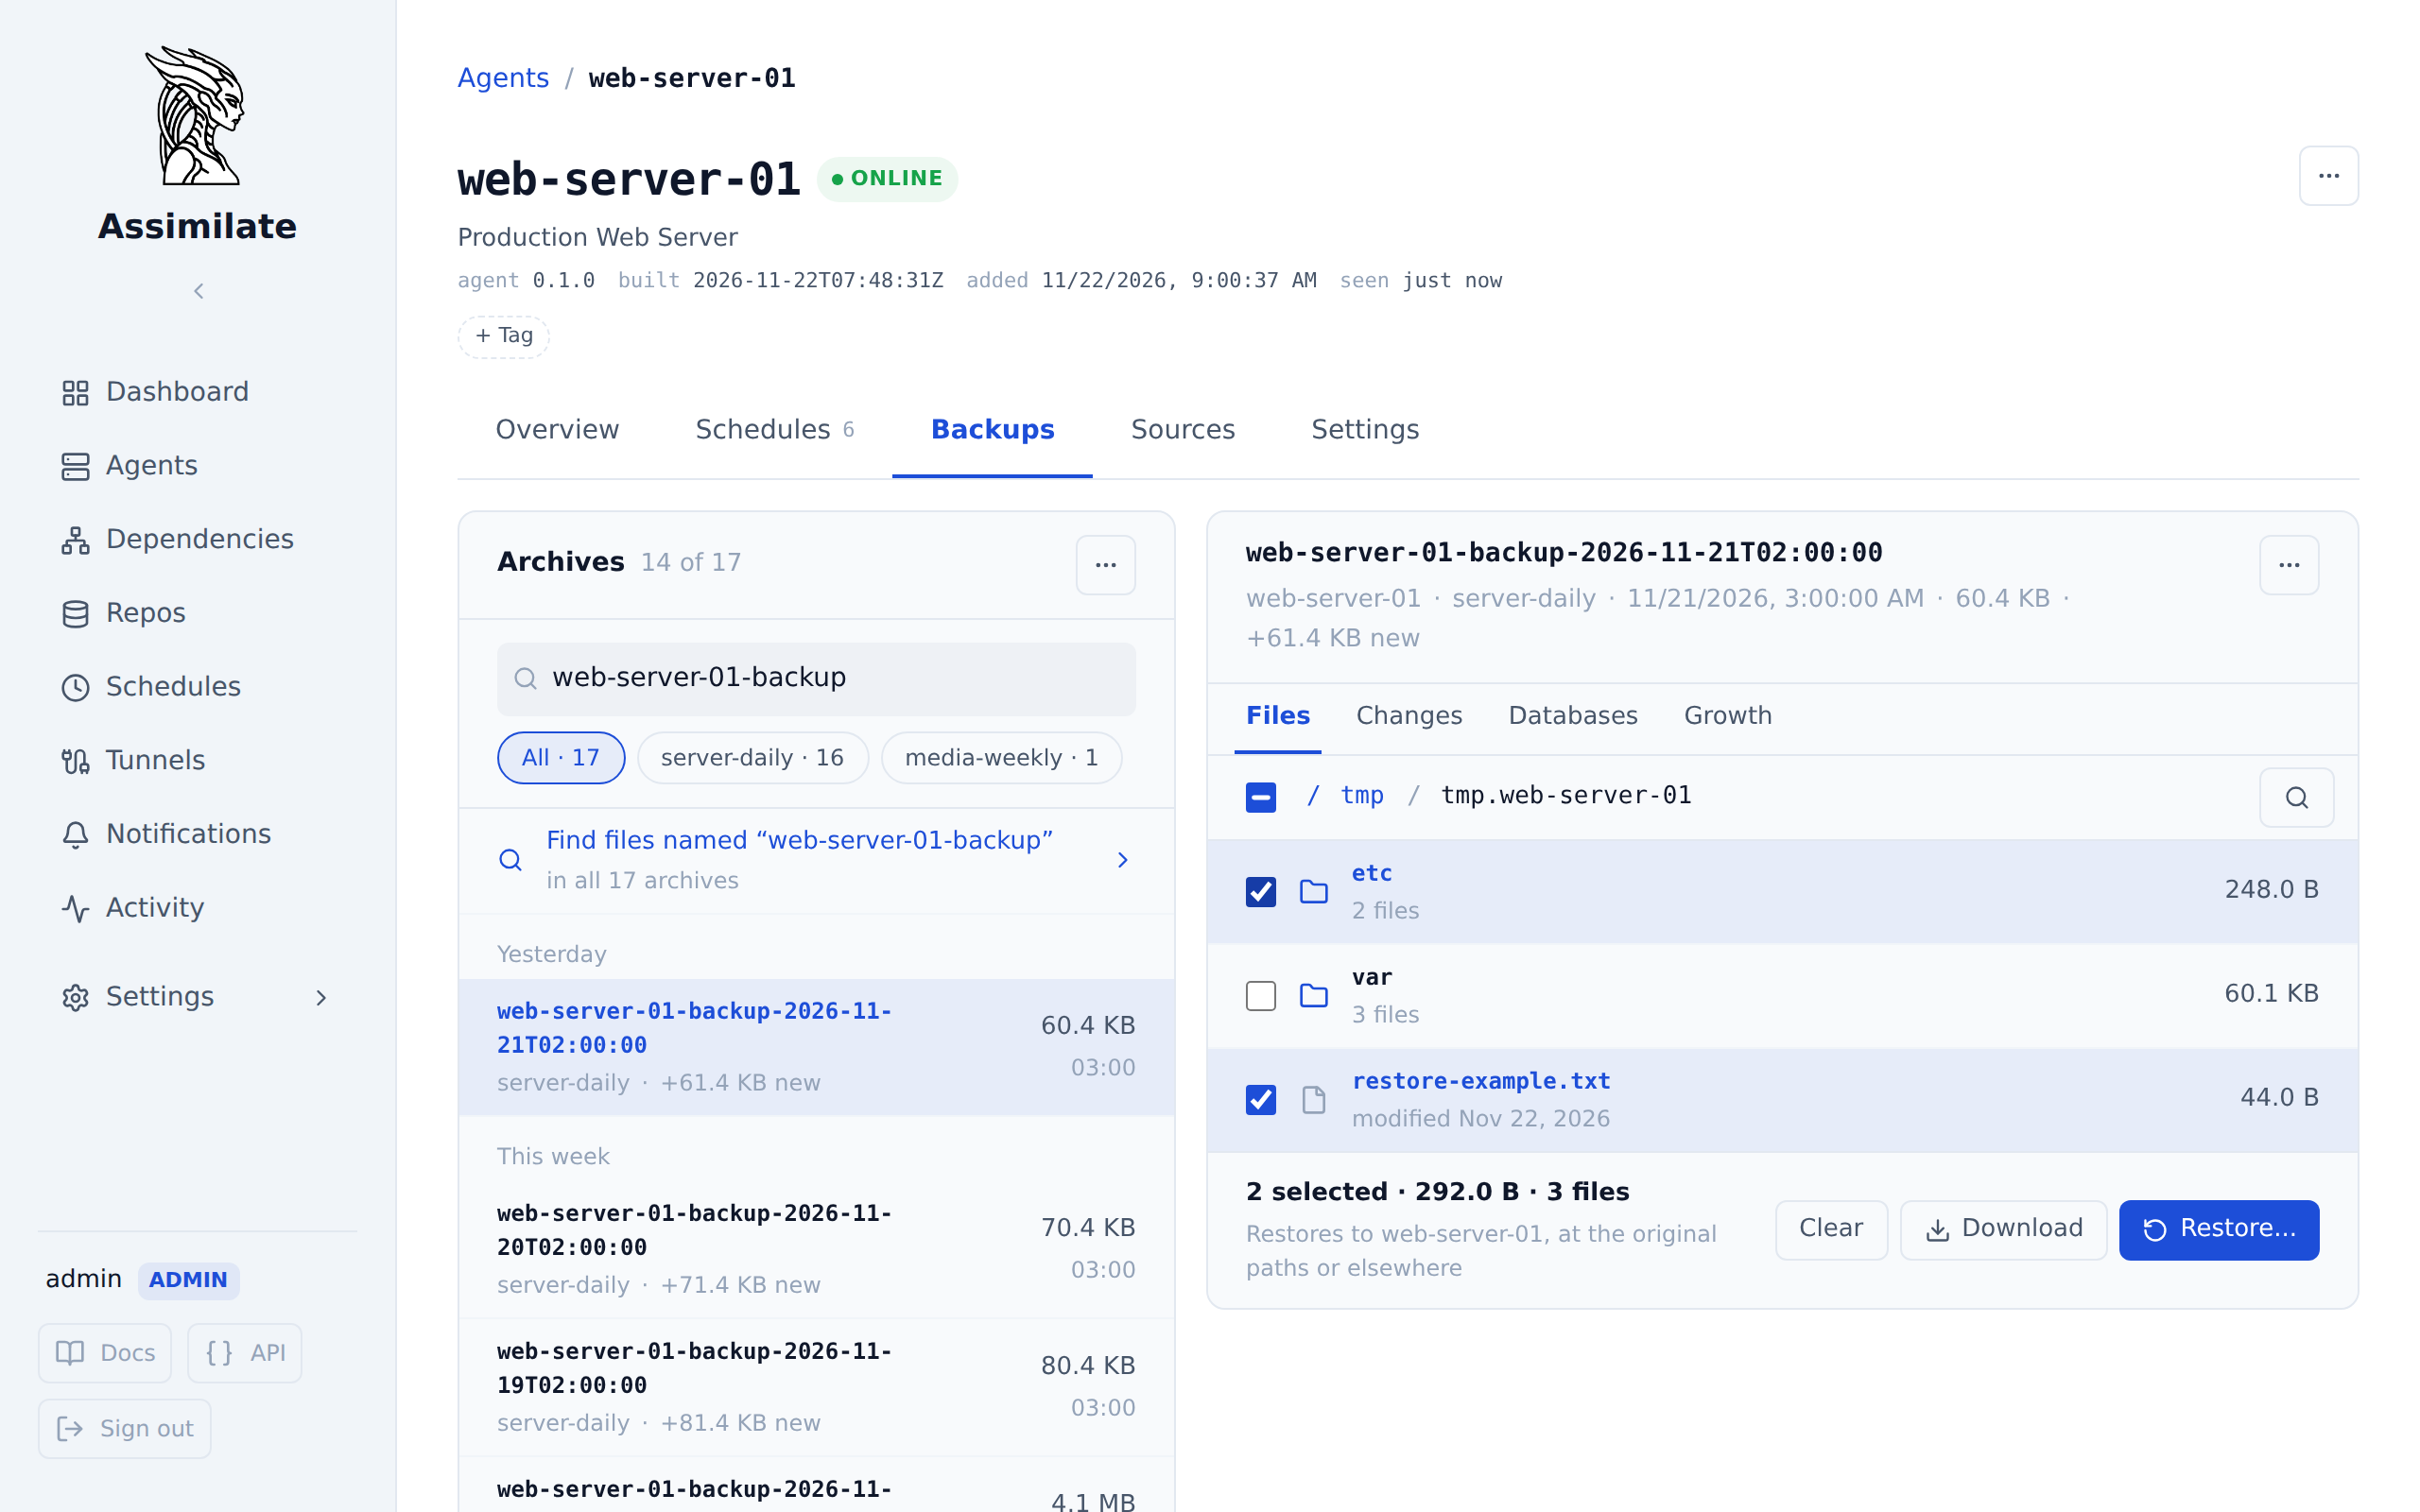 Assimilate
Dashboard
Agents
Dependencies
Repos
Schedules
Tunnels
Notifications
Activity
Settings
admin ADMIN
Docs
{ } API
Sign out
Agents / web-server-01
web-server-01 ONLINE
Production Web Server
agent 0.1.0 built 2026-11-22T07:48:31Z added 11/22/2026, 9:00:37 AM seen just now
+ Tag
Overview Schedules 6 Backups Sources Settings
Archives 14 of 17
web-server-01-backup
All · 17 server-daily · 16 media-weekly · 1
Find files named “web-server-01-backup”
in all 17 archives
Yesterday
web-server-01-backup-2026-11-
21T02:00:00
server-daily · +61.4 KB new
60.4 KB
03:00
This week
web-server-01-backup-2026-11-
20T02:00:00
server-daily · +71.4 KB new
70.4 KB
03:00
web-server-01-backup-2026-11-
19T02:00:00
server-daily · +81.4 KB new
80.4 KB
03:00
web-server-01-backup-2026-11-
4.1 MB
web-server-01-backup-2026-11-21T02:00:00
web-server-01 · server-daily · 11/21/2026, 3:00:00 AM · 60.4 KB ·
+61.4 KB new
Files Changes Databases Growth
/ tmp / tmp.web-server-01
etc
2 files
248.0 B
var
3 files
60.1 KB
restore-example.txt
modified Nov 22, 2026
44.0 B
2 selected · 292.0 B · 3 files
Restores to web-server-01, at the original
paths or elsewhere
Clear Download Restore...